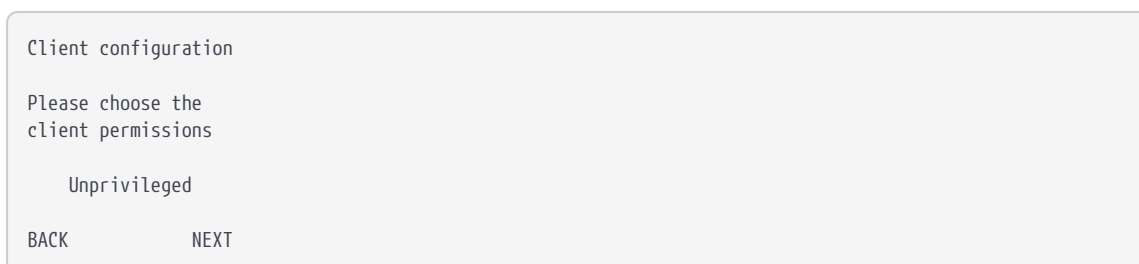 Client configuration
Please choose the
client permissions
Unprivileged
BACK NEXT